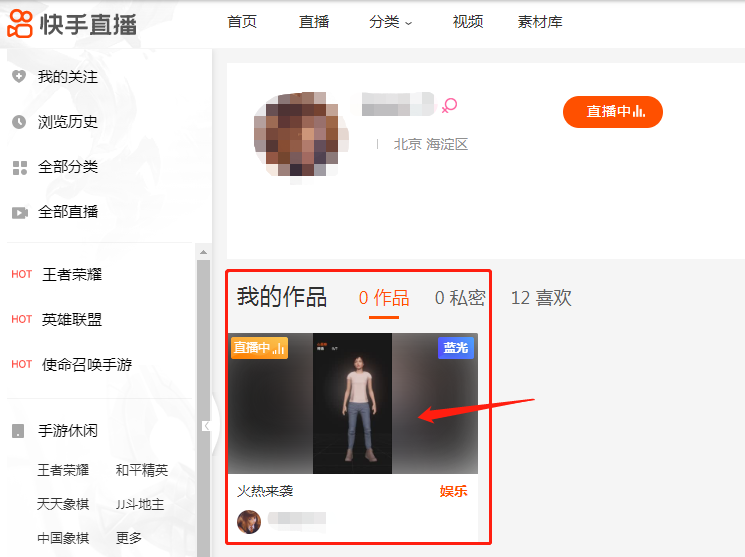 快手直播
首页 直播 分类 视频 素材库
我的关注
浏览历史
全部分类
全部直播
HOT 王者荣耀
HOT 英雄联盟
HOT 使命召唤手游
手游休闲
王者荣耀 和平精英
天天象棋 JJ斗地主
中国象棋 更多
直播中
北京 海淀区
我的作品 0 作品 0 私密 12 喜欢
直播中 蓝光
火热来袭 娱乐